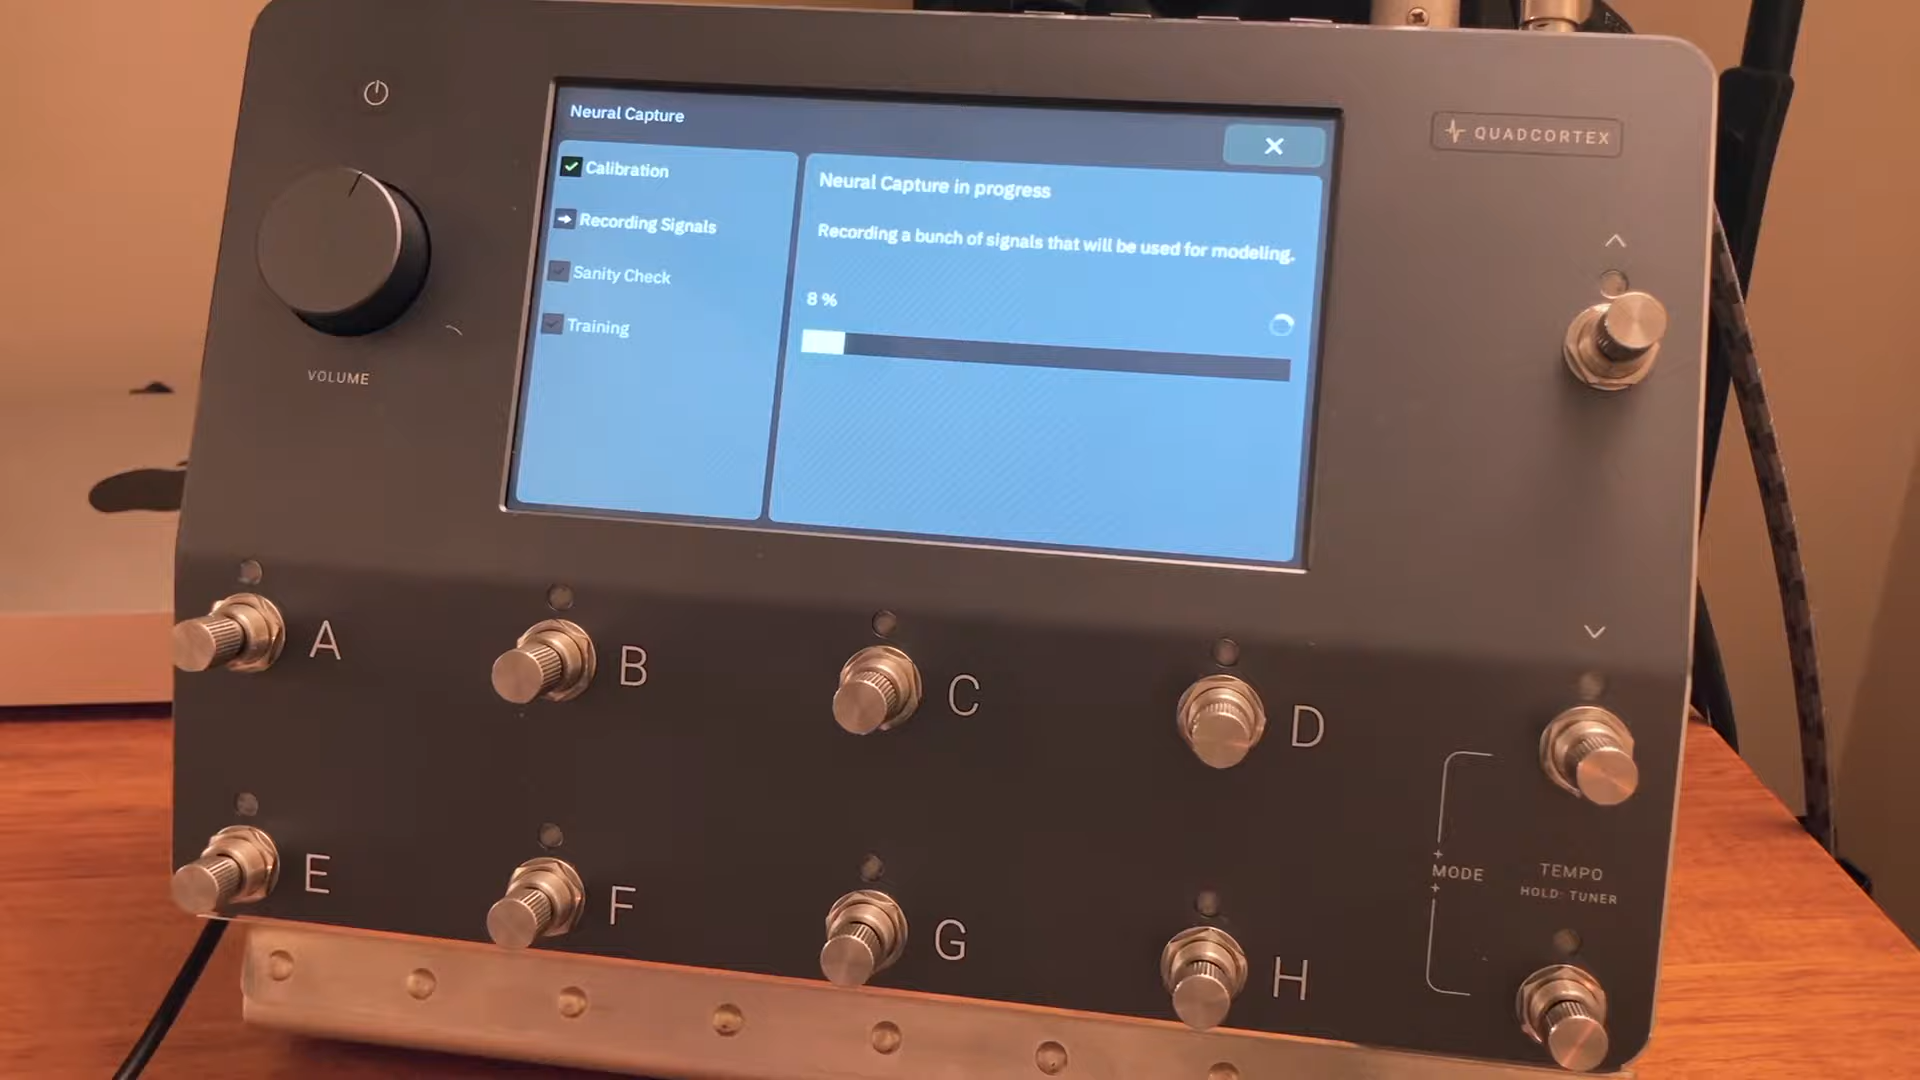 Neural Capture
Calibration
Recording Signals
Sanity Check
Training
Neural Capture in progress
Recording a bunch of signals that will be used for modeling.
8 %
QUADCORTEX
VOLUME
A
B
C
D
E
F
G
H
MODE
TEMPO
HOLD: TUNER